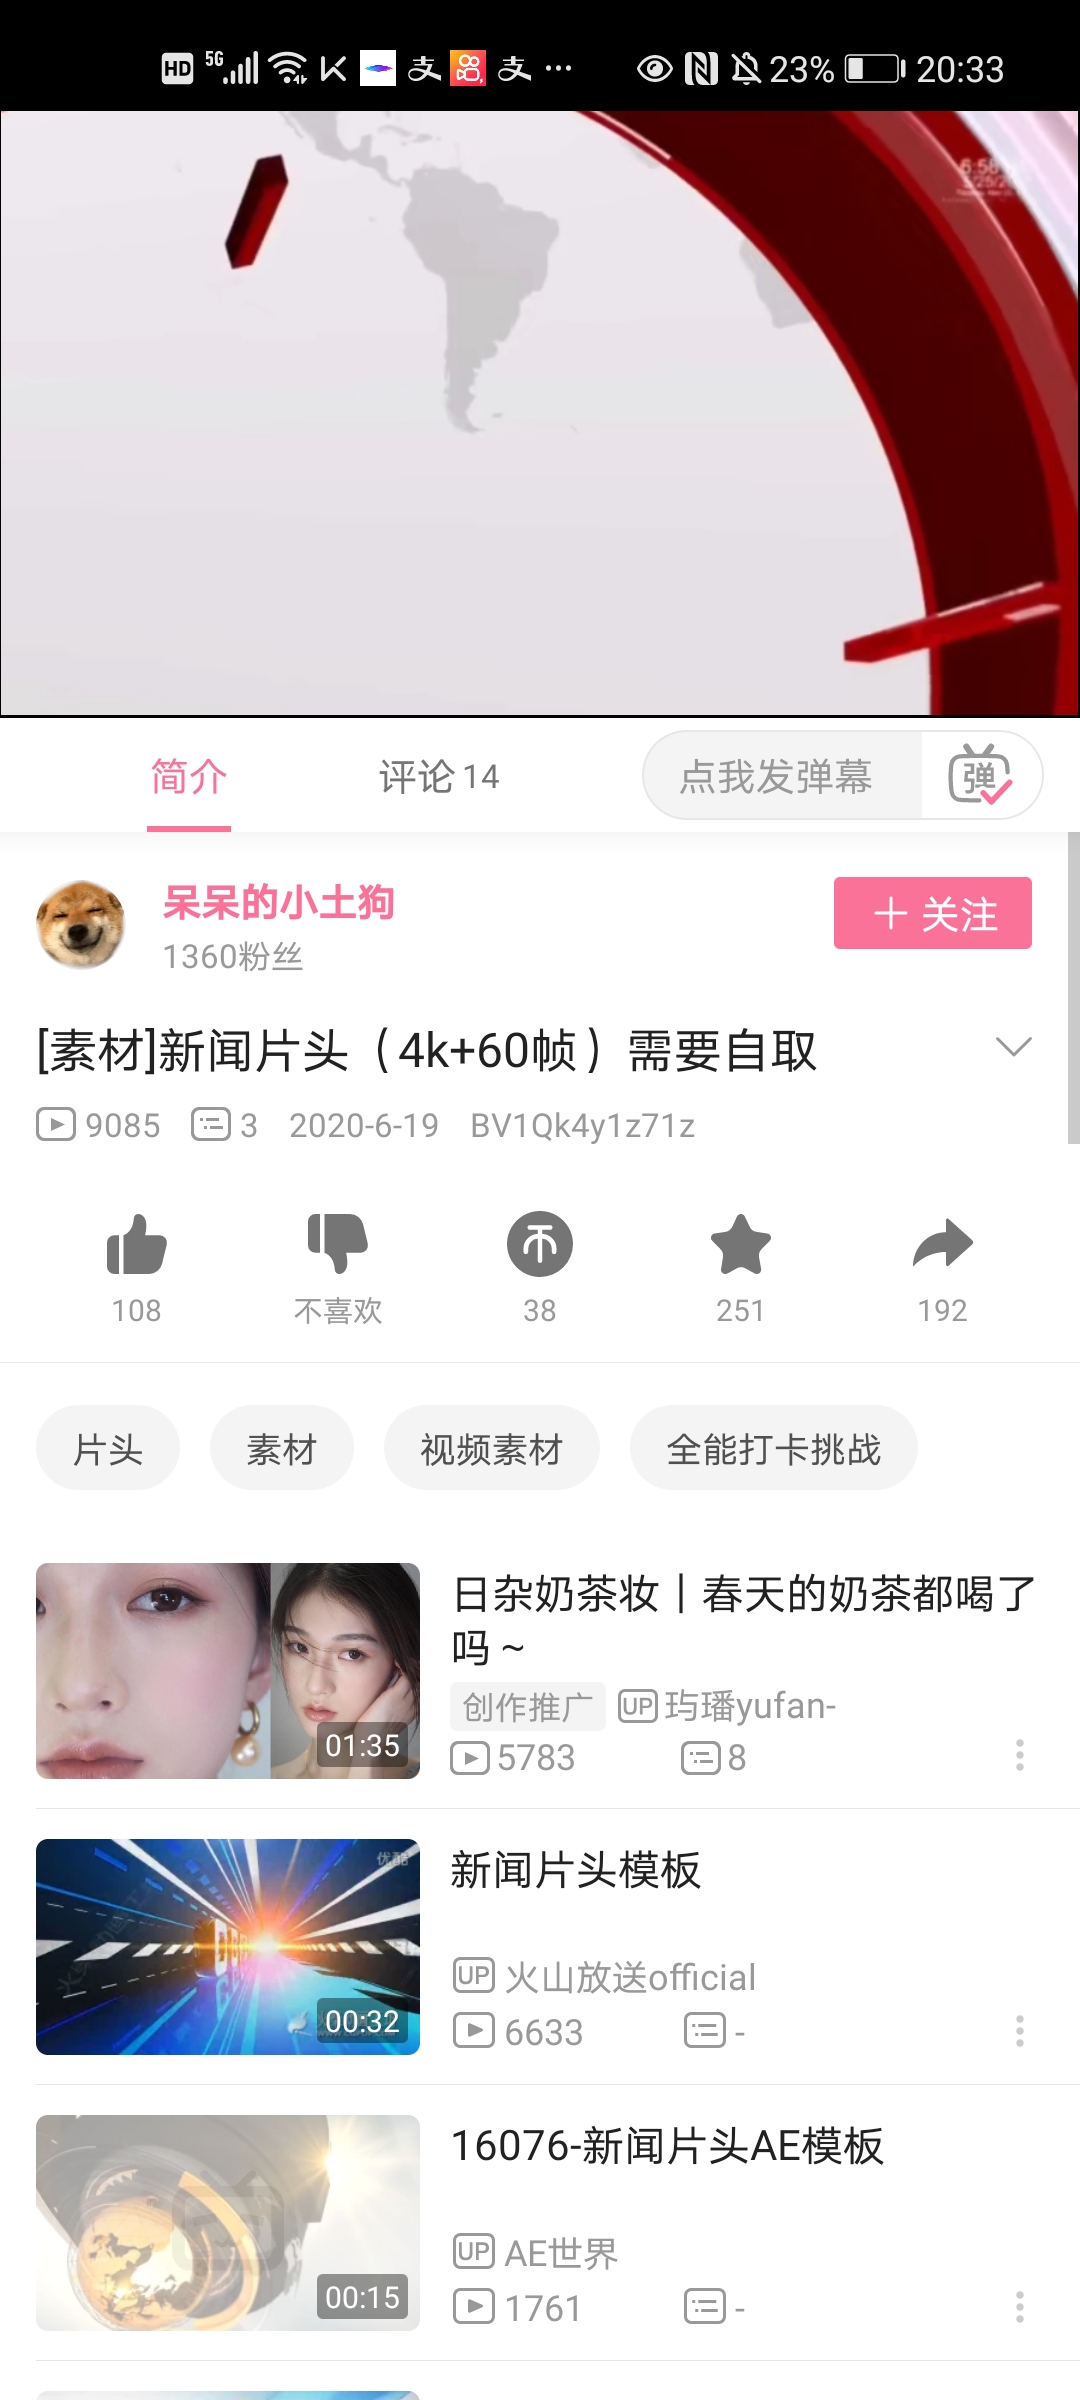 HD 5G 支 支 ... 23% 20:33
简介 评论 14 点我发弹幕 弹
呆呆的小土狗
1360粉丝
+ 关注
[素材]新闻片头（4k+60帧）需要自取
9085 3 2020-6-19 BV1Qk4y1z71z
108 不喜欢 38 251 192
片头 素材 视频素材 全能打卡挑战
日杂奶茶妆｜春天的奶茶都喝了
吗～
创作推广 UP 玙璠yufan-
01:35
5783 8
优酷
新闻片头模板
UP 火山放送official
00:32
6633 -
16076-新闻片头AE模板
UP AE世界
00:15
1761 -